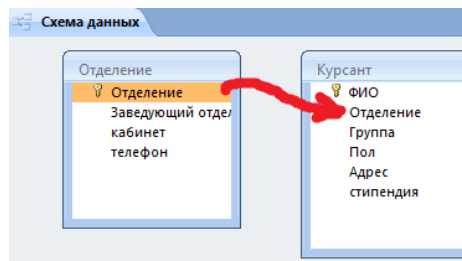 Схема данных
Отделение
Отделение
Заведующий отдел
кабинет
телефон
Курсант
ФИО
Отделение
Группа
Пол
Адрес
стипендия